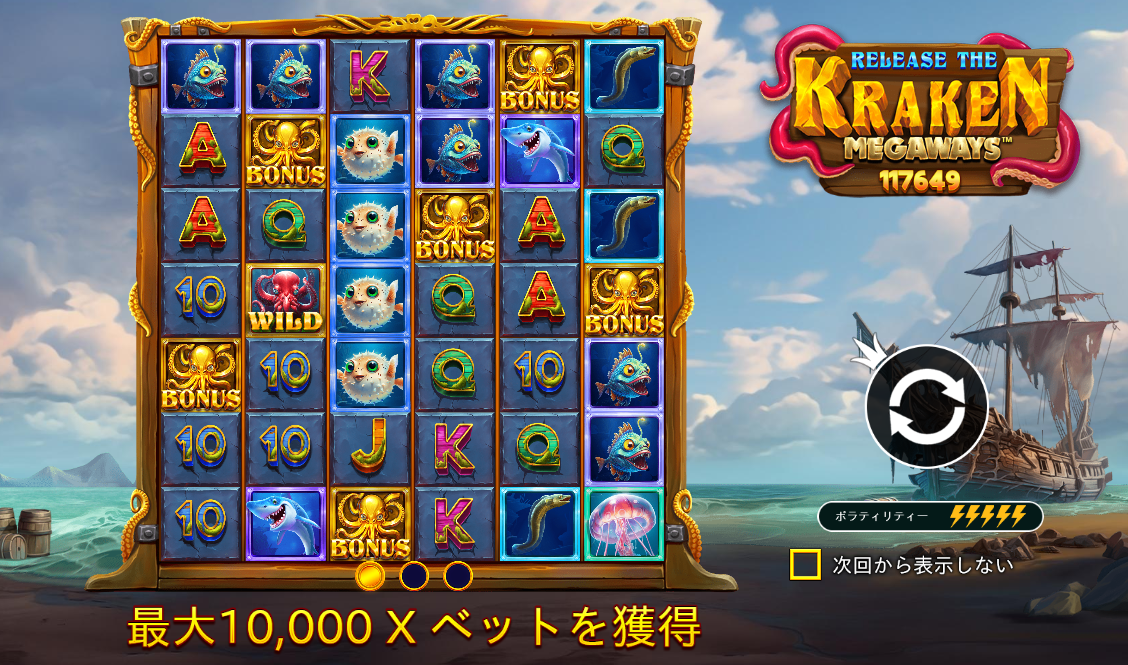 K BONUS
A BONUS Q
A Q BONUS A
10 WILD Q A BONUS
BONUS 10 Q 10
10 10 J K Q
10 BONUS K
RELEASE THE
KRAKEN
MEGAWAYS™
117649
ボラティリティー
次回から表示しない
最大10,000 X ベットを獲得